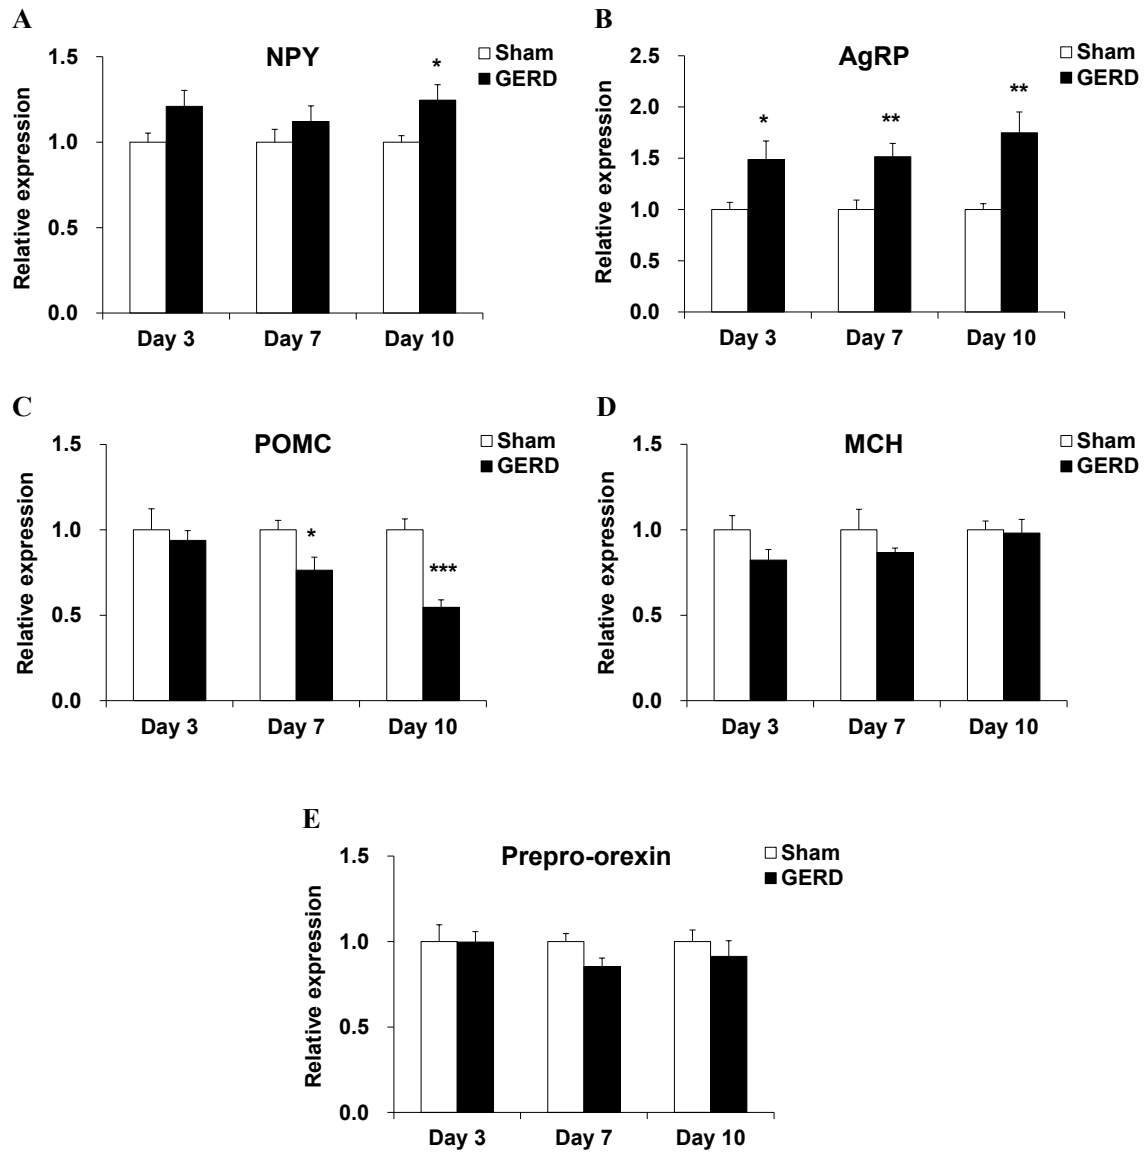 A
NPY
Sham
GERD
Relative expression
1.5
1.0
0.5
0.0
*
Day 3 Day 7 Day 10
B
AgRP
Sham
GERD
Relative expression
2.5
2.0
1.5
1.0
0.5
0.0
* ** **
Day 3 Day 7 Day 10
C
POMC
Sham
GERD
Relative expression
1.5
1.0
0.5
0.0
* ***
Day 3 Day 7 Day 10
D
MCH
Sham
GERD
Relative expression
1.5
1.0
0.5
0.0
Day 3 Day 7 Day 10
E
Prepro-orexin
Sham
GERD
Relative expression
1.5
1.0
0.5
0.0
Day 3 Day 7 Day 10